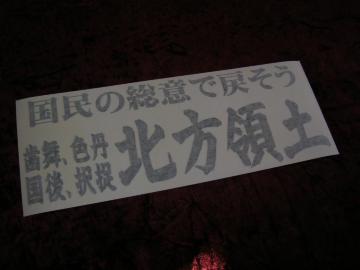 国民の総意で戻そう
歯舞、色丹
国後、択捉
北方領土